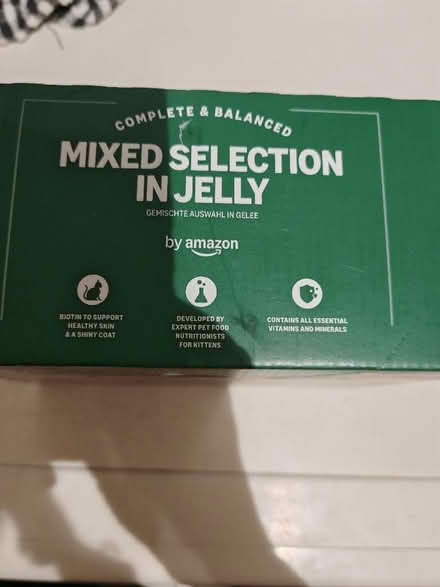 COMPLETE & BALANCED
MIXED SELECTION
IN JELLY
GEMISCHTE AUSWAHL IN GELEE
by amazon
BIOTIN TO SUPPORT
HEALTHY SKIN
& A SHINY COAT
DEVELOPED BY
EXPERT PET FOOD
NUTRITIONISTS
FOR KITTENS
CONTAINS ALL ESSENTIAL
VITAMINS AND MINERALS